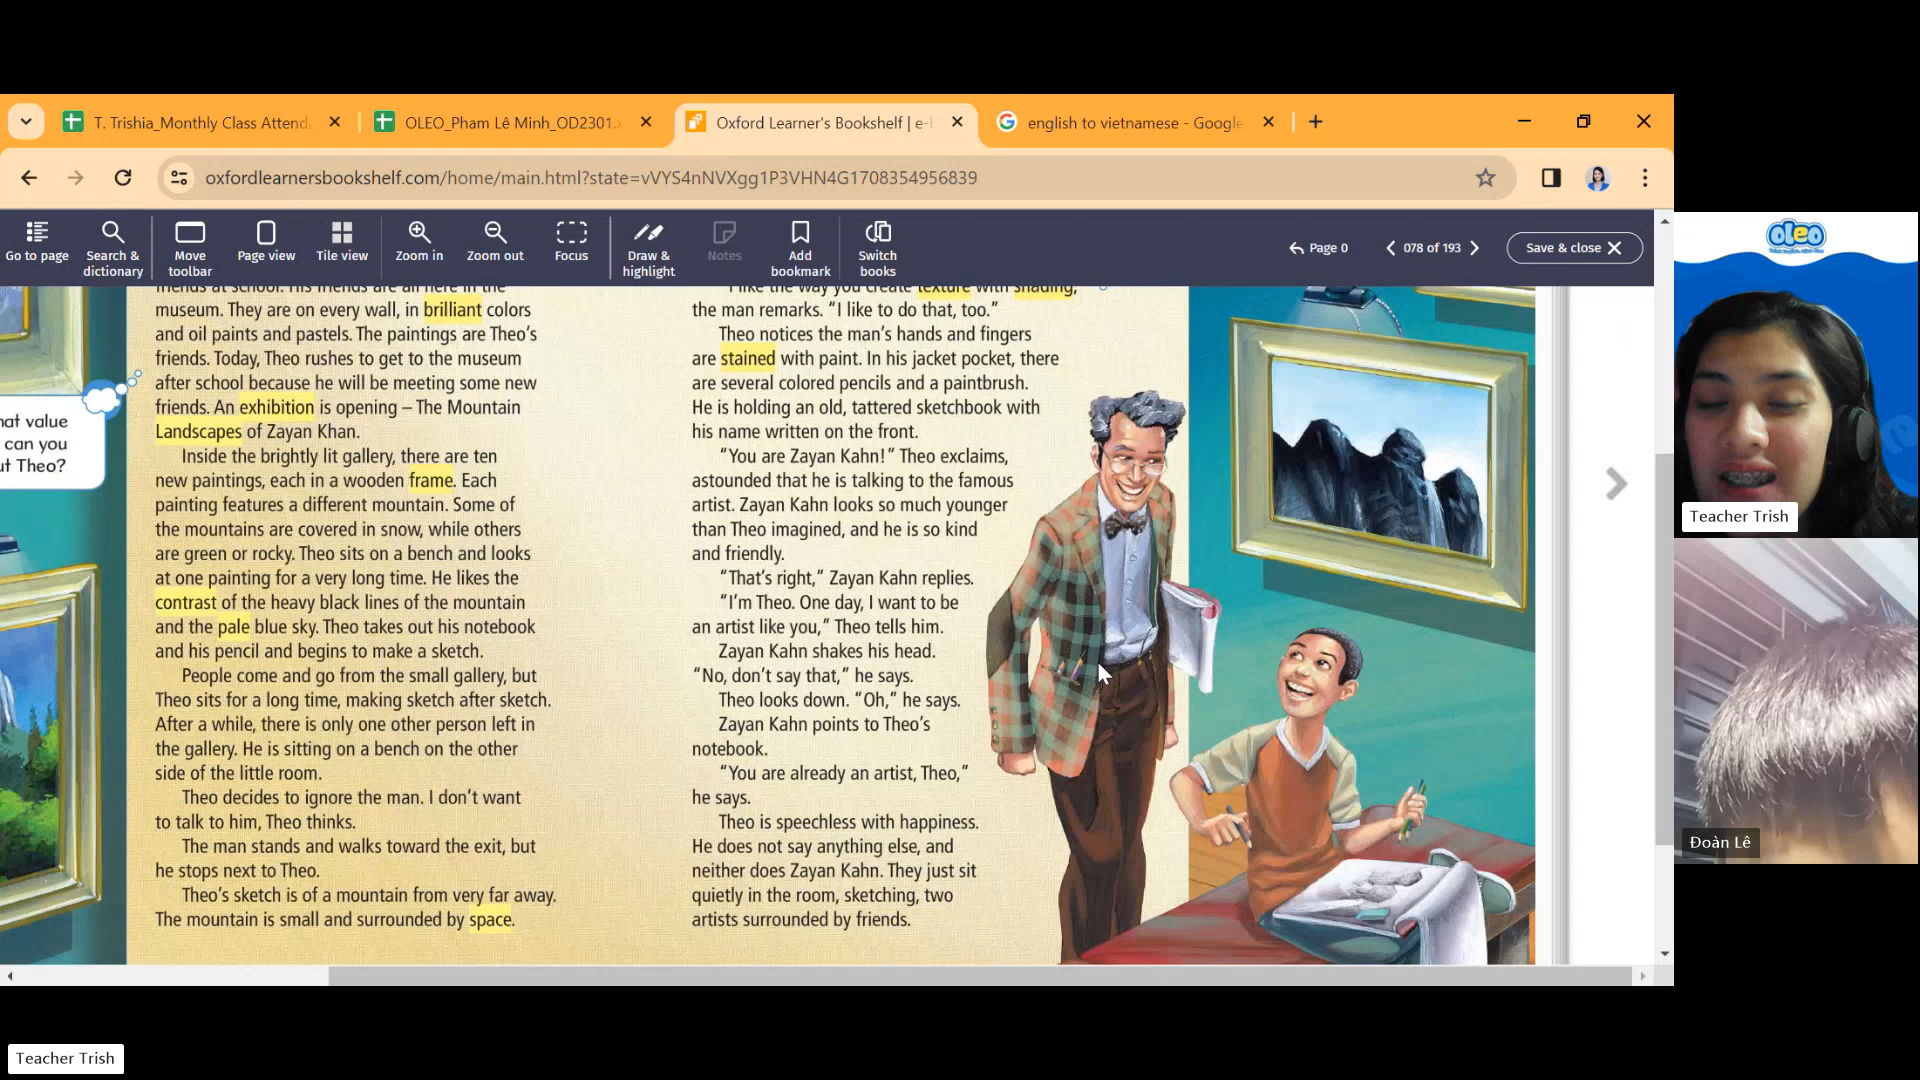 T. Trishia_Monthly Class Attend
OLEO_Pham Lê Minh_OD2301.x
Oxford Learner's Bookshelf | e-b
english to vietnamese - Google
oxfordlearnersbookshelf.com/home/main.html?state=vVYS4nNVXgg1P3VHN4G1708354956839
Go to page
Search & dictionary
Move toolbar
Page view
Tile view
Zoom in
Zoom out
Focus
Draw & highlight
Notes
Add bookmark
Switch books
Page 0
078 of 193
Save & close
hat value
can you
ut Theo?
friends at school. His friends are all here in the
museum. They are on every wall, in brilliant colors
and oil paints and pastels. The paintings are Theo's
friends. Today, Theo rushes to get to the museum
after school because he will be meeting some new
friends. An exhibition is opening – The Mountain
Landscapes of Zayan Khan.
Inside the brightly lit gallery, there are ten
new paintings, each in a wooden frame. Each
painting features a different mountain. Some of
the mountains are covered in snow, while others
are green or rocky. Theo sits on a bench and looks
at one painting for a very long time. He likes the
contrast of the heavy black lines of the mountain
and the pale blue sky. Theo takes out his notebook
and his pencil and begins to make a sketch.
People come and go from the small gallery, but
Theo sits for a long time, making sketch after sketch.
After a while, there is only one other person left in
the gallery. He is sitting on a bench on the other
side of the little room.
Theo decides to ignore the man. I don't want
to talk to him, Theo thinks.
The man stands and walks toward the exit, but
he stops next to Theo.
Theo's sketch is of a mountain from very far away.
The mountain is small and surrounded by space.
"I like the way you create texture with shading,"
the man remarks. "I like to do that, too."
Theo notices the man's hands and fingers
are stained with paint. In his jacket pocket, there
are several colored pencils and a paintbrush.
He is holding an old, tattered sketchbook with
his name written on the front.
"You are Zayan Kahn!" Theo exclaims,
astounded that he is talking to the famous
artist. Zayan Kahn looks so much younger
than Theo imagined, and he is so kind
and friendly.
"That's right," Zayan Kahn replies.
"I'm Theo. One day, I want to be
an artist like you," Theo tells him.
Zayan Kahn shakes his head.
"No, don't say that," he says.
Theo looks down. "Oh," he says.
Zayan Kahn points to Theo's
notebook.
"You are already an artist, Theo,"
he says.
Theo is speechless with happiness.
He does not say anything else, and
neither does Zayan Kahn. They just sit
quietly in the room, sketching, two
artists surrounded by friends.
oleo
Teacher Trish
Đoàn Lê
Teacher Trish